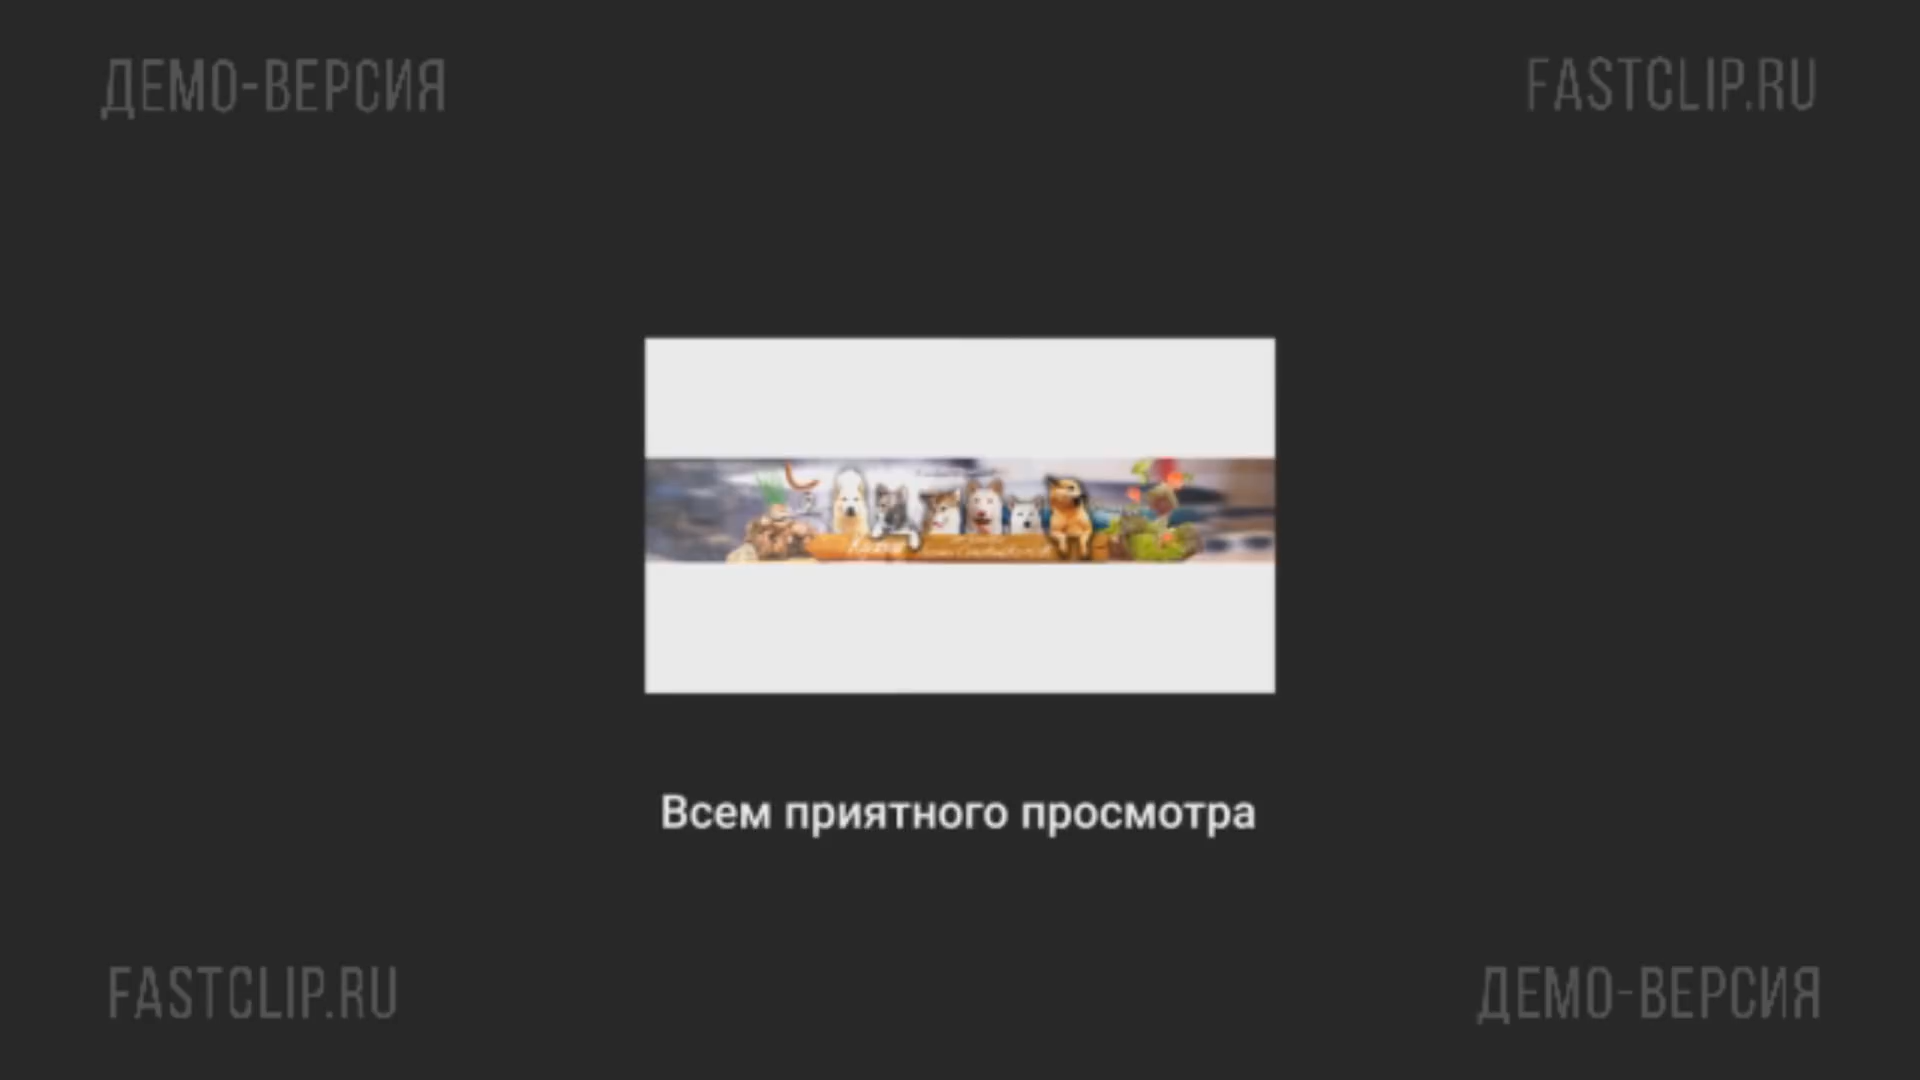 ДЕМО-ВЕРСИЯ
FASTCLIP.RU
Всем приятного просмотра
FASTCLIP.RU
ДЕМО-ВЕРСИЯ